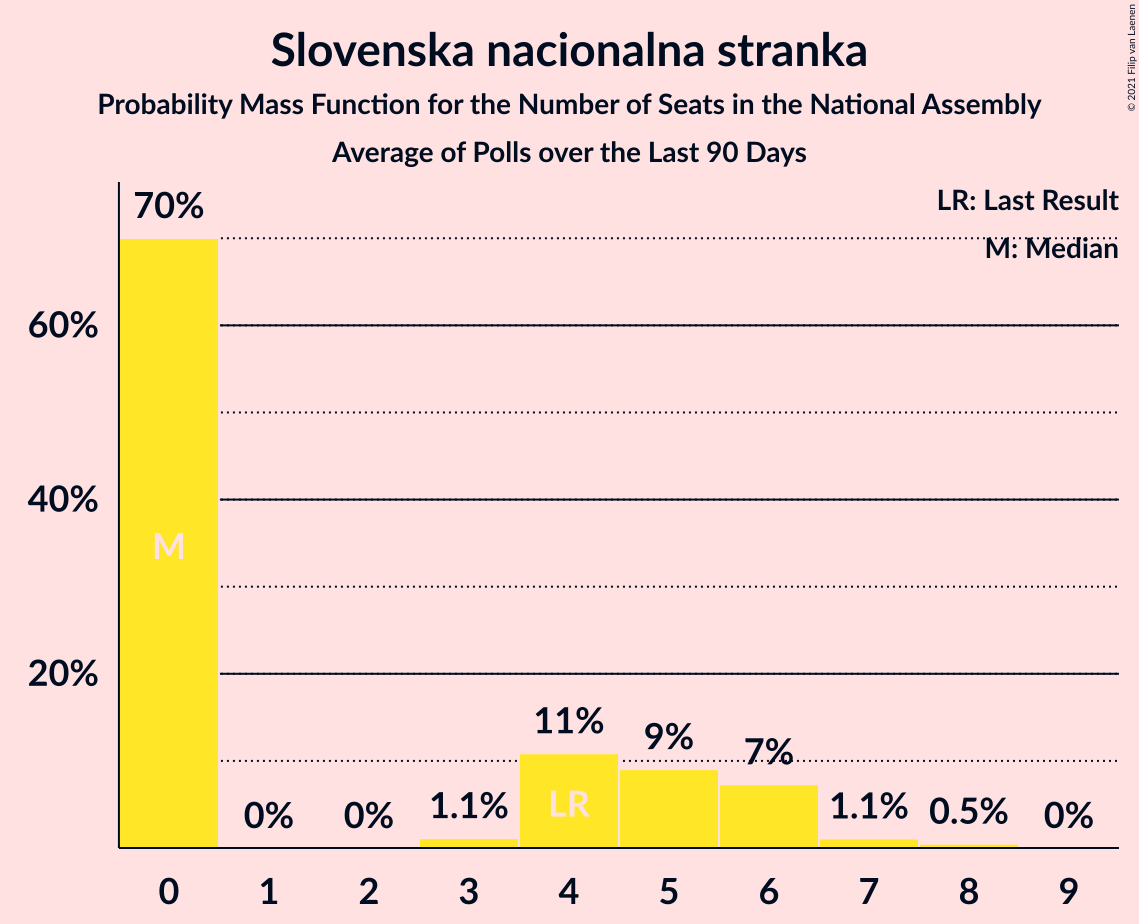 Slovenska nacionalna stranka
Probability Mass Function for the Number of Seats in the National Assembly
Average of Polls over the Last 90 Days
© 2021 Filip van Laenen
LR: Last Result
M: Median
70%
60%
40%
20%
M
0%
0%
1.1%
11%
LR
9%
7%
1.1%
0.5%
0%
0 1 2 3 4 5 6 7 8 9